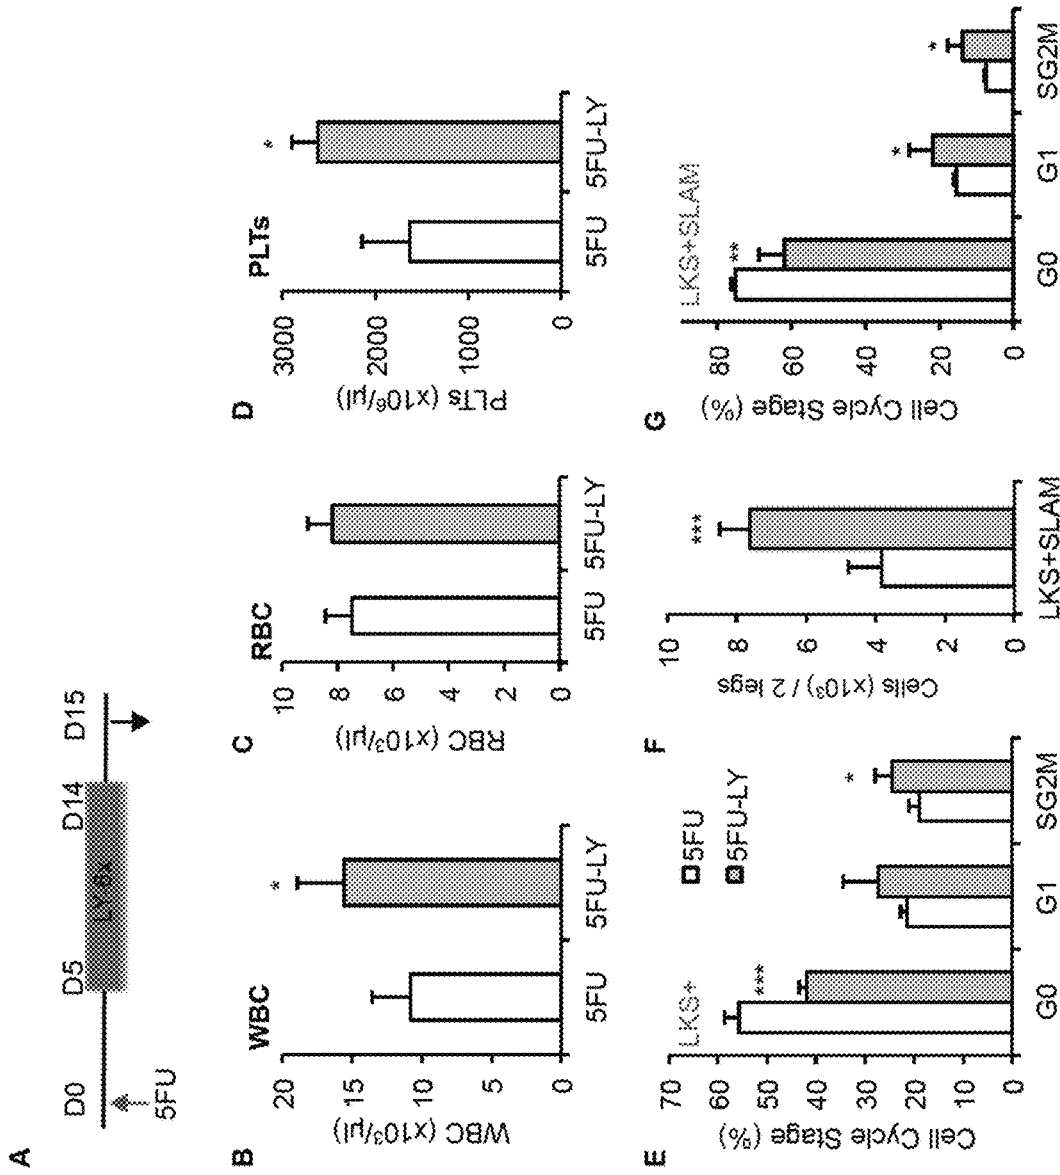 A
D0
D5
D14
D15
5FU
B
WBC
WBC (x10³/µl)
20
15
10
5
0
*
5FU
5FU-LY
C
RBC
RBC (x10³/µl)
10
8
6
4
2
0
5FU
5FU-LY
D
PLTs
PLTs (x10⁶/µl)
3000
2000
1000
0
*
5FU
5FU-LY
E
LKS+
5FU
5FU-LY
Cell Cycle Stage (%)
70
60
50
40
30
20
10
0
***
*
G0
G1
SG2M
F
Cells (x10³) / 2 legs
10
8
6
4
2
0
***
LKS+SLAM
G
LKS+SLAM
Cell Cycle Stage (%)
80
60
40
20
0
**
*
*
G0
G1
SG2M